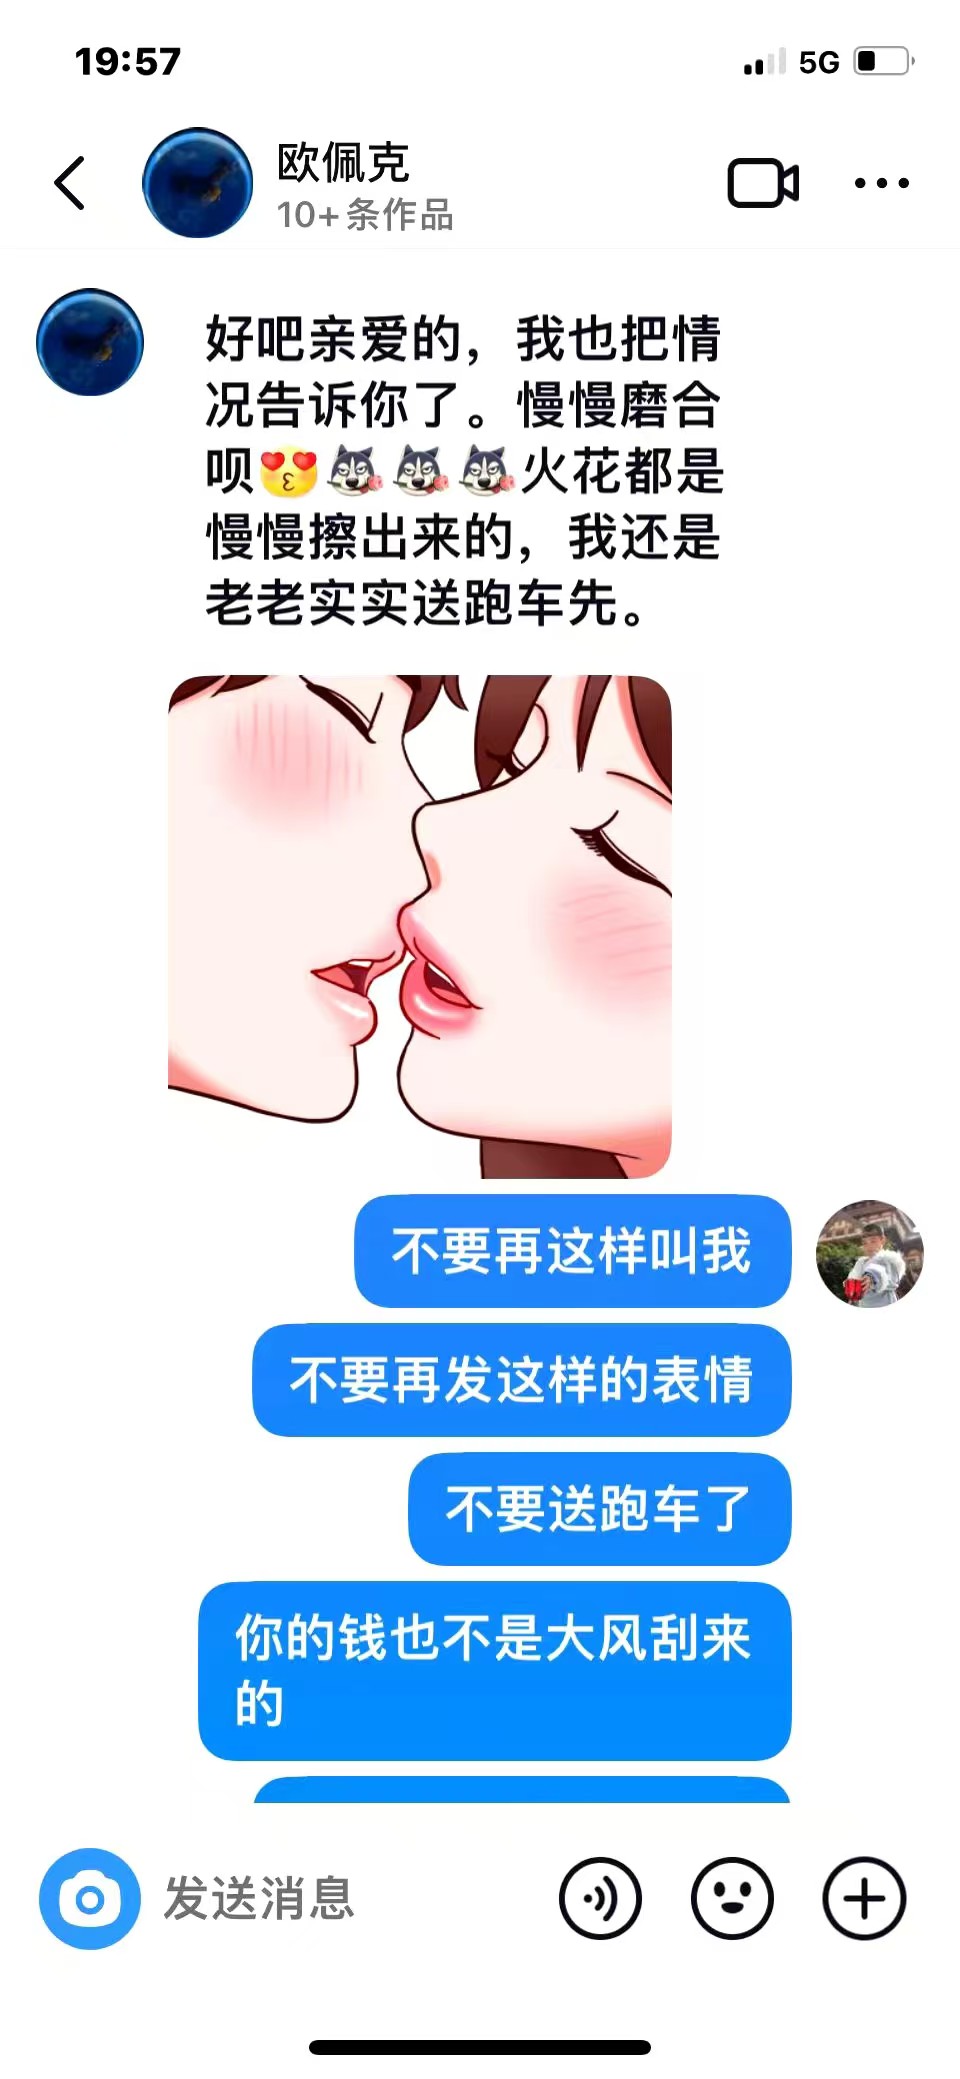 19:57
5G
欧佩克
10+条作品
好吧亲爱的，我也把情
况告诉你了。慢慢磨合
呗😍🐺🐺🐺火花都是
慢慢擦出来的，我还是
老老实实送跑车先。
不要再这样叫我
不要再发这样的表情
不要送跑车了
你的钱也不是大风刮来
的
发送消息